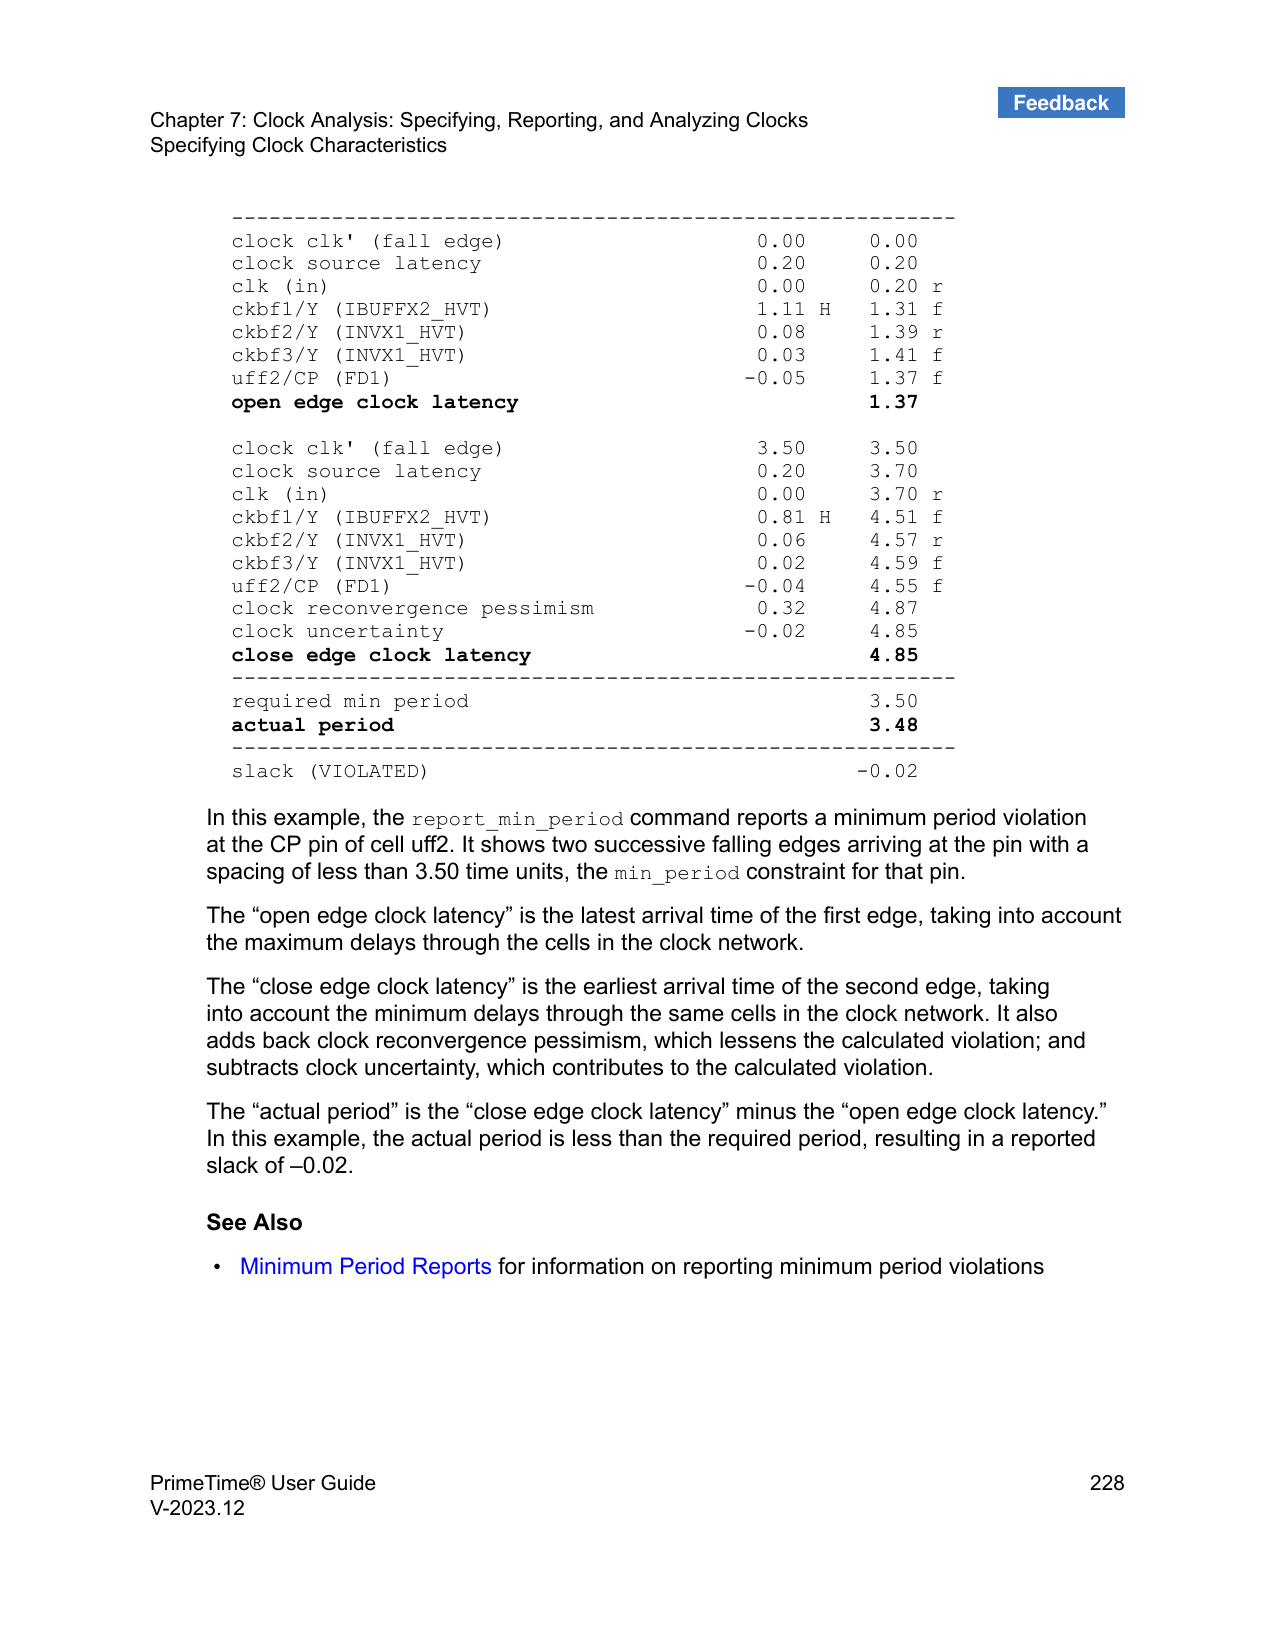 Feedback
Chapter 7: Clock Analysis: Specifying, Reporting, and Analyzing Clocks
Specifying Clock Characteristics
----------------------------------------------------------
clock clk' (fall edge)                    0.00     0.00
clock source latency                      0.20     0.20
clk (in)                                  0.00     0.20 r
ckbf1/Y (IBUFFX2_HVT)                     1.11 H   1.31 f
ckbf2/Y (INVX1_HVT)                       0.08     1.39 r
ckbf3/Y (INVX1_HVT)                       0.03     1.41 f
uff2/CP (FD1)                            -0.05     1.37 f
open edge clock latency                            1.37
clock clk' (fall edge)                    3.50     3.50
clock source latency                      0.20     3.70
clk (in)                                  0.00     3.70 r
ckbf1/Y (IBUFFX2_HVT)                     0.81 H   4.51 f
ckbf2/Y (INVX1_HVT)                       0.06     4.57 r
ckbf3/Y (INVX1_HVT)                       0.02     4.59 f
uff2/CP (FD1)                            -0.04     4.55 f
clock reconvergence pessimism             0.32     4.87
clock uncertainty                        -0.02     4.85
close edge clock latency                           4.85
----------------------------------------------------------
required min period                                3.50
actual period                                      3.48
----------------------------------------------------------
slack (VIOLATED)                                  -0.02
In this example, the report_min_period command reports a minimum period violation
at the CP pin of cell uff2. It shows two successive falling edges arriving at the pin with a
spacing of less than 3.50 time units, the min_period constraint for that pin.
The “open edge clock latency” is the latest arrival time of the first edge, taking into account
the maximum delays through the cells in the clock network.
The “close edge clock latency” is the earliest arrival time of the second edge, taking
into account the minimum delays through the same cells in the clock network. It also
adds back clock reconvergence pessimism, which lessens the calculated violation; and
subtracts clock uncertainty, which contributes to the calculated violation.
The “actual period” is the “close edge clock latency” minus the “open edge clock latency.”
In this example, the actual period is less than the required period, resulting in a reported
slack of –0.02.
See Also
• Minimum Period Reports for information on reporting minimum period violations
PrimeTime® User Guide 228
V-2023.12